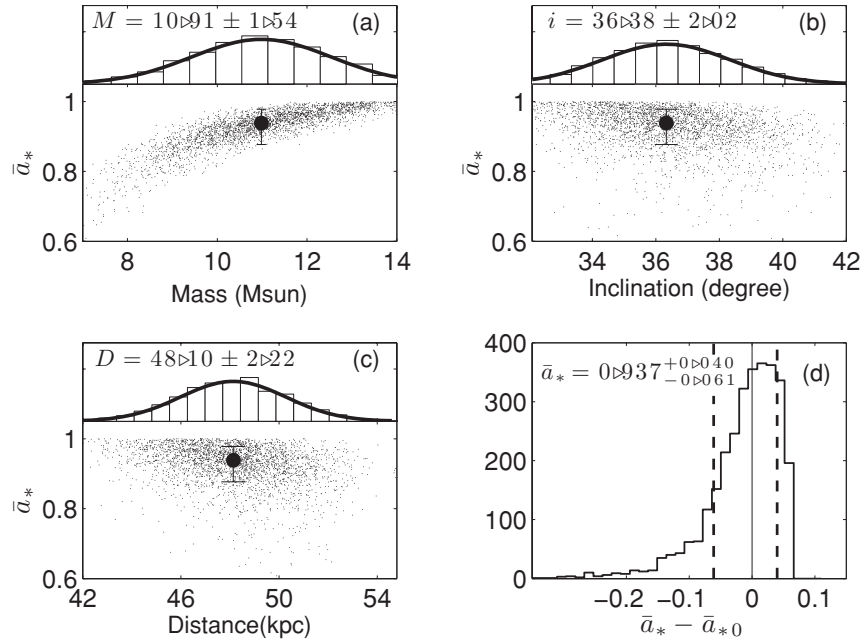 M = 10▹91 ± 1▹54 (a)
1
0.8
0.6
ā*
8 10 12 14
Mass (Msun)
i = 36▹38 ± 2▹02 (b)
1
0.8
0.6
ā*
34 36 38 40 42
Inclination (degree)
D = 48▹10 ± 2▹22 (c)
1
0.8
0.6
ā*
42 46 50 54
Distance(kpc)
ā* = 0▹937 +0▹040 −0▹061 (d)
400
300
200
100
0
−0.2 −0.1 0 0.1
ā* − ā*0